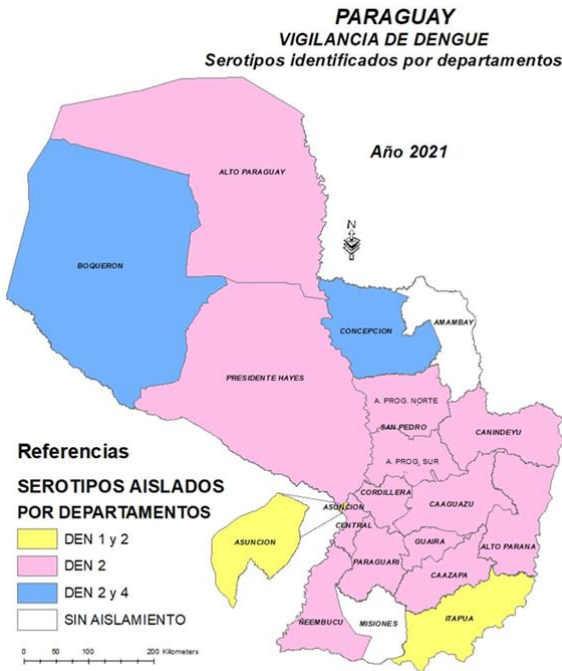 PARAGUAY
VIGILANCIA DE DENGUE
Serotipos identificados por departamentos
Año 2021
ALTO PARAGUAY
N
BOQUERON
CONCEPCION
AMAMBAY
PRESIDENTE HAYES
A. PROG. NORTE
SAN PEDRO
CANINDEYU
A. PROG, SUR
CORDILLERA
ASUNCION
CAAGUAZU
CENTRAL
ASUNCION
GUAIRA
ALTO PARANA
PARAGUARI
CAAZAPA
ÑEEMBUCU
MISIONES
ITAPUA
Referencias
SEROTIPOS AISLADOS
POR DEPARTAMENTOS
DEN 1 y 2
DEN 2
DEN 2 y 4
SIN AISLAMIENTO
0 50 100 200 Kilometers